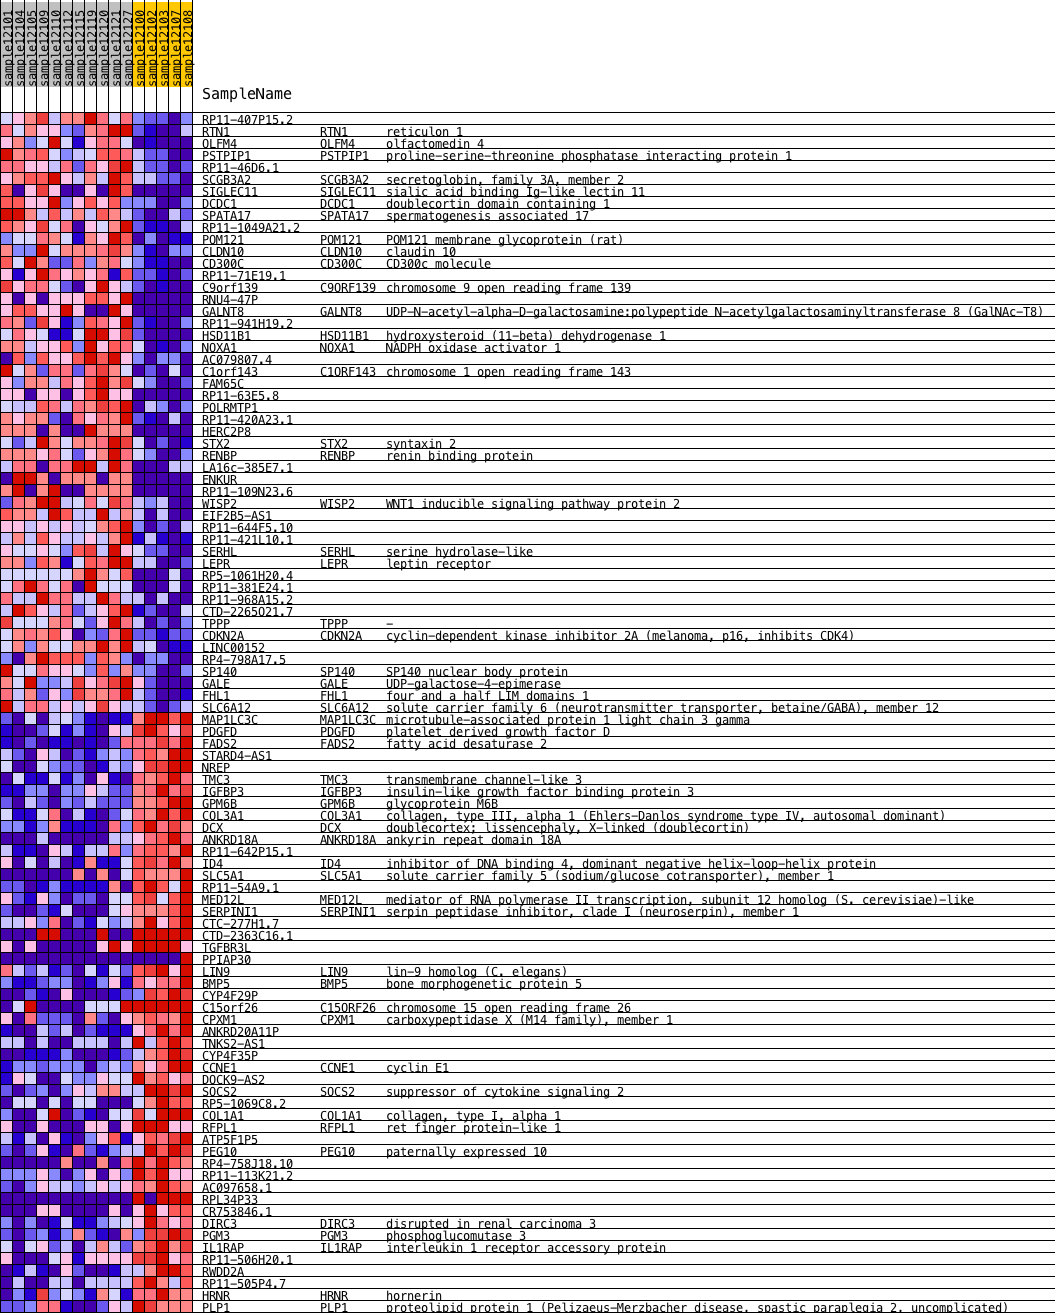 sample12101 sample12104 sample12105 sample12109 sample12110 sample12112 sample12115 sample12119 sample12120 sample12121 sample12127 sample12100 sample12102 sample12103 sample12107 sample12108
SampleName
RP11-407P15.2
RTN1 RTN1 reticulon 1
OLFM4 OLFM4 olfactomedin 4
PSTPIP1 PSTPIP1 proline-serine-threonine phosphatase interacting protein 1
RP11-46D6.1
SCGB3A2 SCGB3A2 secretoglobin, family 3A, member 2
SIGLEC11 SIGLEC11 sialic acid binding Ig-like lectin 11
DCDC1 DCDC1 doublecortin domain containing 1
SPATA17 SPATA17 spermatogenesis associated 17
RP11-1049A21.2
POM121 POM121 POM121 membrane glycoprotein (rat)
CLDN10 CLDN10 claudin 10
CD300C CD300C CD300c molecule
RP11-71E19.1
C9orf139 C9ORF139 chromosome 9 open reading frame 139
RNU4-47P
GALNT8 GALNT8 UDP-N-acetyl-alpha-D-galactosamine:polypeptide N-acetylgalactosaminyltransferase 8 (GalNAc-T8)
RP11-941H19.2
HSD11B1 HSD11B1 hydroxysteroid (11-beta) dehydrogenase 1
NOXA1 NOXA1 NADPH oxidase activator 1
AC079807.4
C1orf143 C1ORF143 chromosome 1 open reading frame 143
FAM65C
RP11-63E5.8
POLRMTP1
RP11-420A23.1
HERC2P8
STX2 STX2 syntaxin 2
RENBP RENBP renin binding protein
LA16c-385E7.1
ENKUR
RP11-109N23.6
WISP2 WISP2 WNT1 inducible signaling pathway protein 2
EIF2B5-AS1
RP11-644F5.10
RP11-421L10.1
SERHL SERHL serine hydrolase-like
LEPR LEPR leptin receptor
RP5-1061H20.4
RP11-381E24.1
RP11-968A15.2
CTD-2265O21.7
TPPP TPPP -
CDKN2A CDKN2A cyclin-dependent kinase inhibitor 2A (melanoma, p16, inhibits CDK4)
LINC00152
RP4-798A17.5
SP140 SP140 SP140 nuclear body protein
GALE GALE UDP-galactose-4-epimerase
FHL1 FHL1 four and a half LIM domains 1
SLC6A12 SLC6A12 solute carrier family 6 (neurotransmitter transporter, betaine/GABA), member 12
MAP1LC3C MAP1LC3C microtubule-associated protein 1 light chain 3 gamma
PDGFD PDGFD platelet derived growth factor D
FADS2 FADS2 fatty acid desaturase 2
STARD4-AS1
NREP
TMC3 TMC3 transmembrane channel-like 3
IGFBP3 IGFBP3 insulin-like growth factor binding protein 3
GPM6B GPM6B glycoprotein M6B
COL3A1 COL3A1 collagen, type III, alpha 1 (Ehlers-Danlos syndrome type IV, autosomal dominant)
DCX DCX doublecortex; lissencephaly, X-linked (doublecortin)
ANKRD18A ANKRD18A ankyrin repeat domain 18A
RP11-642P15.1
ID4 ID4 inhibitor of DNA binding 4, dominant negative helix-loop-helix protein
SLC5A1 SLC5A1 solute carrier family 5 (sodium/glucose cotransporter), member 1
RP11-54A9.1
MED12L MED12L mediator of RNA polymerase II transcription, subunit 12 homolog (S. cerevisiae)-like
SERPINI1 SERPINI1 serpin peptidase inhibitor, clade I (neuroserpin), member 1
CTC-277H1.7
CTD-2363C16.1
TGFBR3L
PPIAP30
LIN9 LIN9 lin-9 homolog (C. elegans)
BMP5 BMP5 bone morphogenetic protein 5
CYP4F29P
C15orf26 C15ORF26 chromosome 15 open reading frame 26
CPXM1 CPXM1 carboxypeptidase X (M14 family), member 1
ANKRD20A11P
TNKS2-AS1
CYP4F35P
CCNE1 CCNE1 cyclin E1
DOCK9-AS2
SOCS2 SOCS2 suppressor of cytokine signaling 2
RP5-1069C8.2
COL1A1 COL1A1 collagen, type I, alpha 1
RFPL1 RFPL1 ret finger protein-like 1
ATP5F1P5
PEG10 PEG10 paternally expressed 10
RP4-758J18.10
RP11-113K21.2
AC097658.1
RPL34P33
CR753846.1
DIRC3 DIRC3 disrupted in renal carcinoma 3
PGM3 PGM3 phosphoglucomutase 3
IL1RAP IL1RAP interleukin 1 receptor accessory protein
RP11-506H20.1
RWDD2A
RP11-505P4.7
HRNR HRNR hornerin
PLP1 PLP1 proteolipid protein 1 (Pelizaeus-Merzbacher disease, spastic paraplegia 2, uncomplicated)